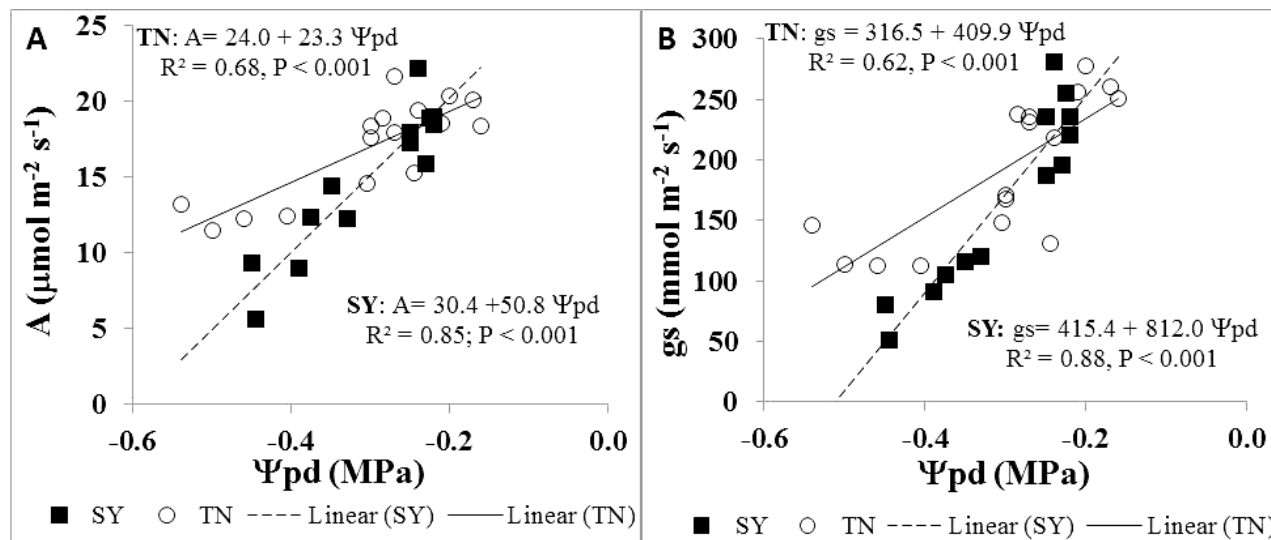 A
TN: A= 24.0 + 23.3 Ψpd
R² = 0.68, P < 0.001
SY: A= 30.4 +50.8 Ψpd
R² = 0.85; P < 0.001
A (µmol m⁻² s⁻¹)
25
20
15
10
5
0
-0.6
-0.4
-0.2
0.0
Ψpd (MPa)
SY TN Linear (SY) Linear (TN)
B
TN: gs = 316.5 + 409.9 Ψpd
R² = 0.62, P < 0.001
SY: gs= 415.4 + 812.0 Ψpd
R² = 0.88, P < 0.001
gs (mmol m⁻² s⁻¹)
300
250
200
150
100
50
0
-0.6
-0.4
-0.2
0.0
Ψpd (MPa)
SY TN Linear (SY) Linear (TN)